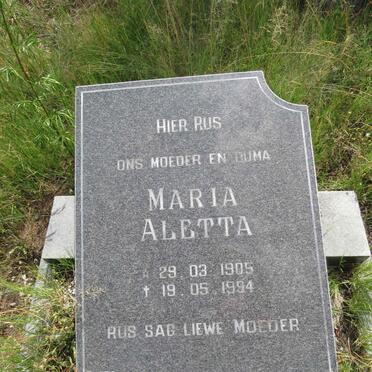 HIER RUS
ONS MOEDER EN OUMA
MARIA
ALETTA
* 29.03.1905
† 19.05.1994
RUS SAG LIEWE MOEDER